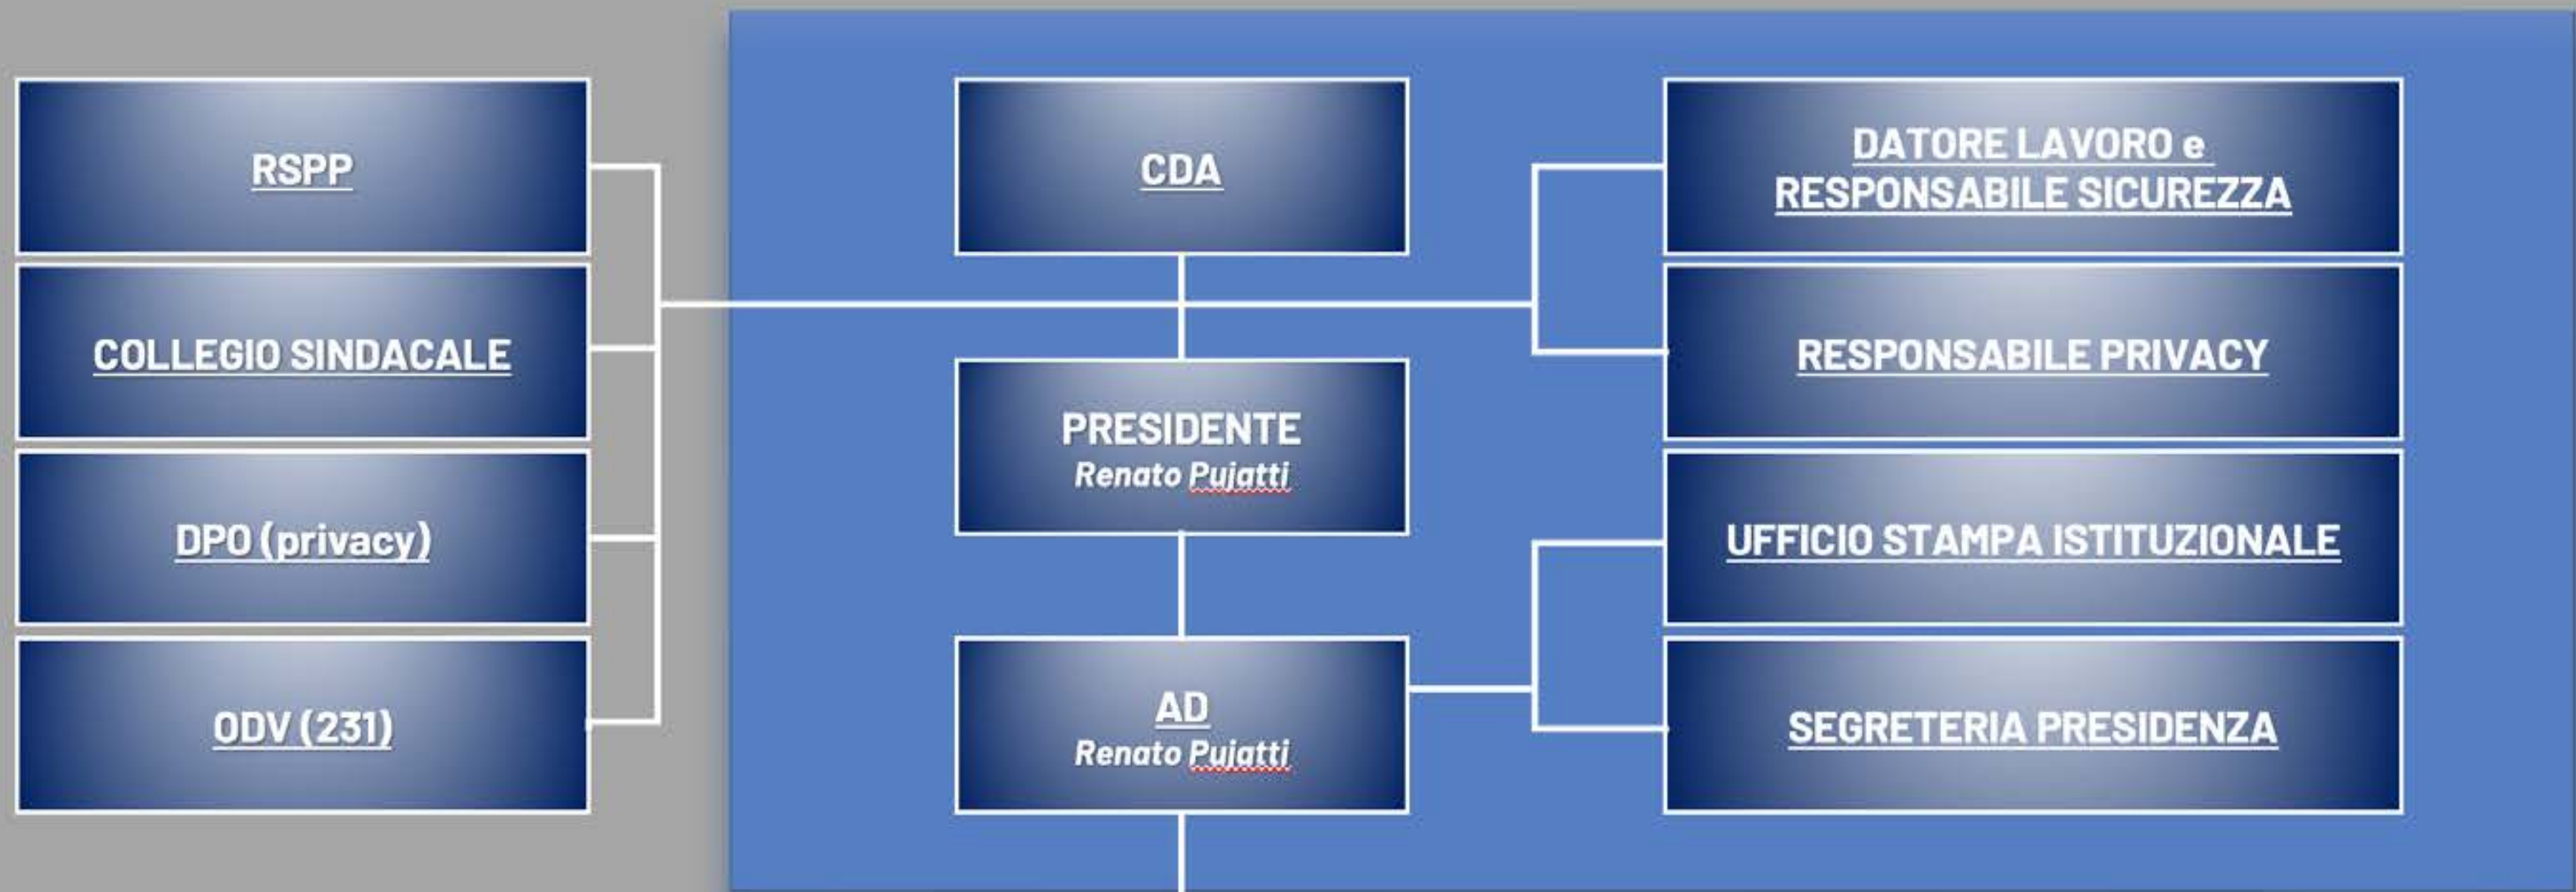 RSPP
COLLEGIO SINDACALE
DPO (privacy)
ODV (231)
CDA
PRESIDENTE
Renato Pujatti
AD
Renato Pujatti
DATORE LAVORO e
RESPONSABILE SICUREZZA
RESPONSABILE PRIVACY
UFFICIO STAMPA ISTITUZIONALE
SEGRETERIA PRESIDENZA